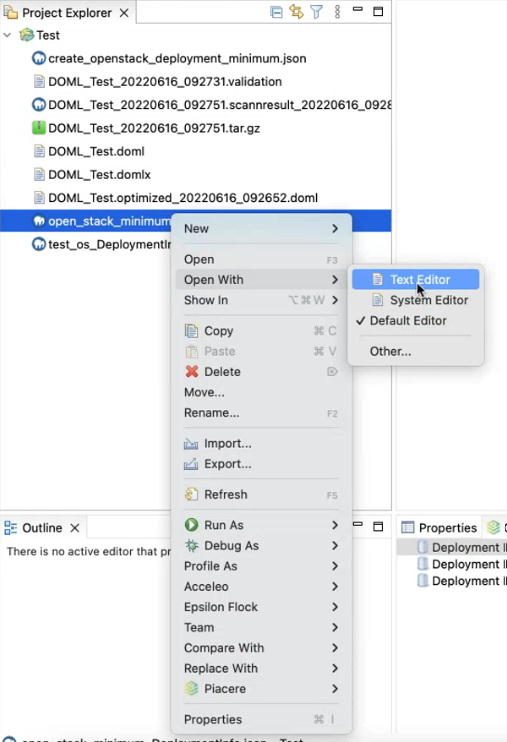 Project Explorer
Test
create_openstack_deployment_minimum.json
DOML_Test_20220616_092731.validation
DOML_Test_20220616_092751.scannresult_20220616_0928
DOML_Test_20220616_092751.tar.gz
DOML_Test.doml
DOML_Test.domlx
DOML_Test.optimized_20220616_092652.doml
open_stack_minimum
test_os_DeploymentIn
New
Open F3
Open With
Show In ⌥⌘W
Copy ⌘ C
Paste ⌘ V
Delete ⌦
Move...
Rename... F2
Import...
Export...
Refresh F5
Run As
Debug As
Profile As
Acceleo
Epsilon Flock
Team
Compare With
Replace With
Piacere
Properties ⌘ I
Text Editor
System Editor
✓ Default Editor
Other...
Outline
There is no active editor that pr
Properties
Deployment I
Deployment I
Deployment I
open_stack_minimum_DeploymentInfo.json - Test